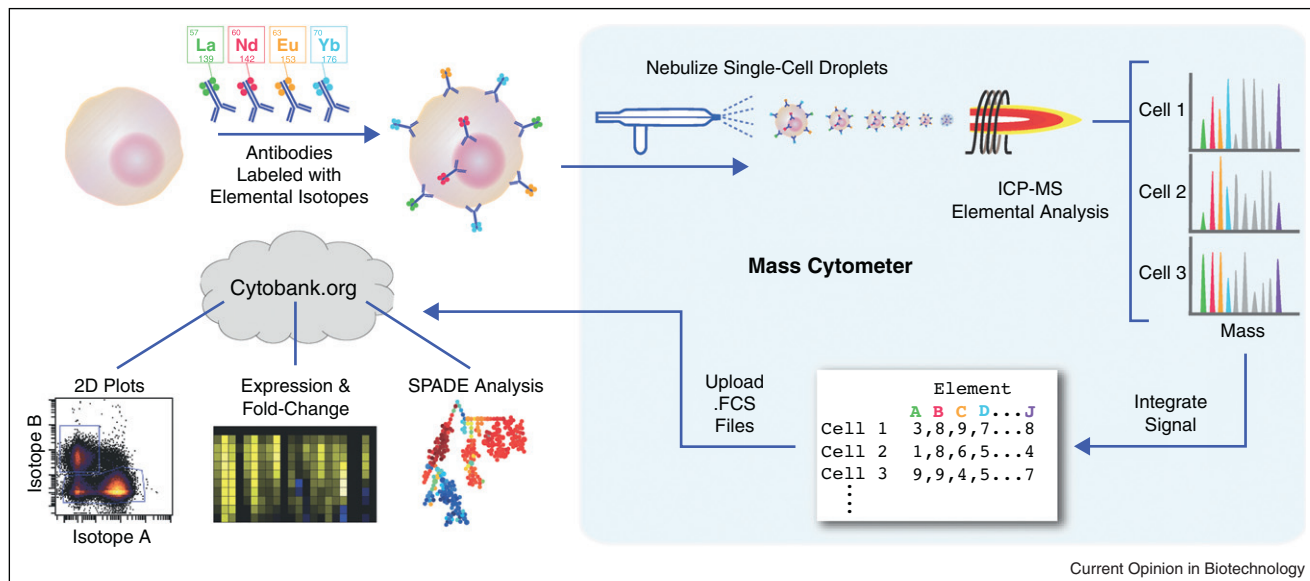 57
La
139
60
Nd
142
63
Eu
153
70
Yb
176
Antibodies
Labeled with
Elemental Isotopes
Nebulize Single-Cell Droplets
ICP-MS
Elemental Analysis
Cell 1
Cell 2
Cell 3
Mass
Mass Cytometer
Integrate
Signal
Element
A B C D...J
Cell 1 3,8,9,7...8
Cell 2 1,8,6,5...4
Cell 3 9,9,4,5...7
Upload
.FCS
Files
Cytobank.org
2D Plots
Isotope B
Isotope A
Expression &
Fold-Change
SPADE Analysis
Current Opinion in Biotechnology